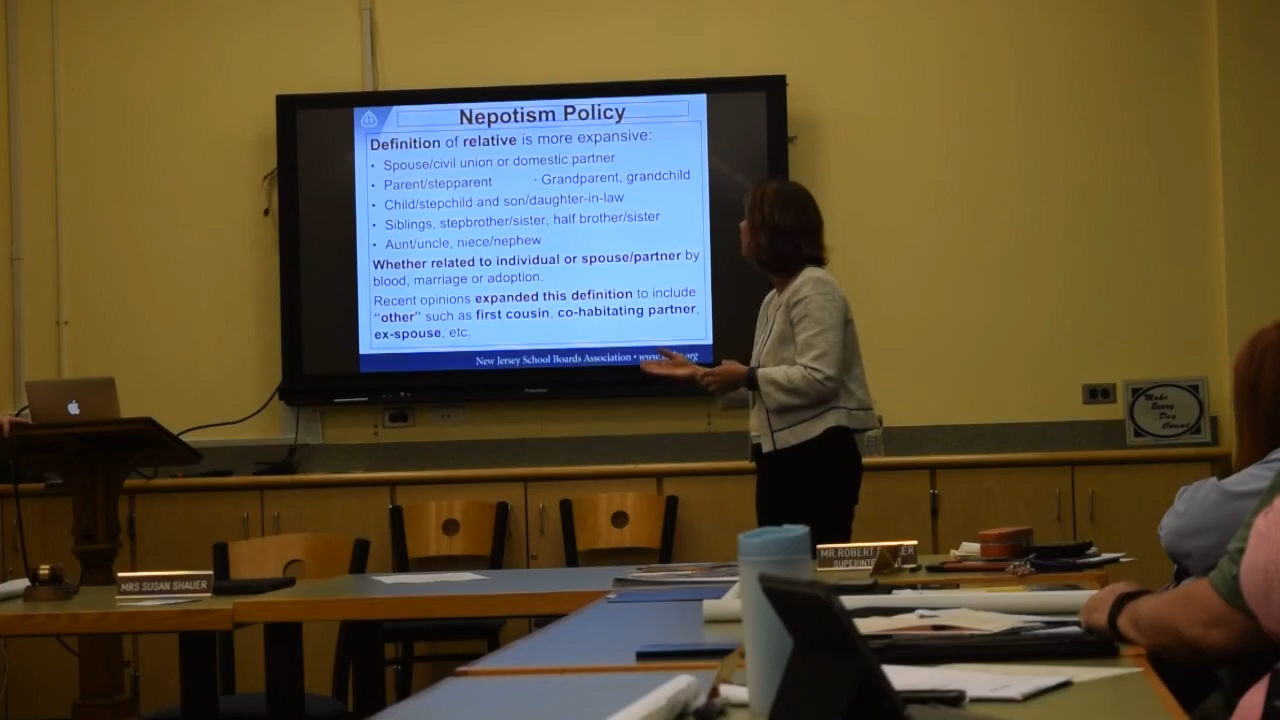 Nepotism Policy
Definition of relative is more expansive:
• Spouse/civil union or domestic partner
• Parent/stepparent · Grandparent, grandchild
• Child/stepchild and son/daughter-in-law
• Siblings, stepbrother/sister, half brother/sister
• Aunt/uncle, niece/nephew
Whether related to individual or spouse/partner by
blood, marriage or adoption.
Recent opinions expanded this definition to include
"other" such as first cousin, co-habitating partner,
ex-spouse, etc.
New Jersey School Boards Association •
Make
Every
Day
Count
MRS SUSAN SHAUER
MR. ROBERT